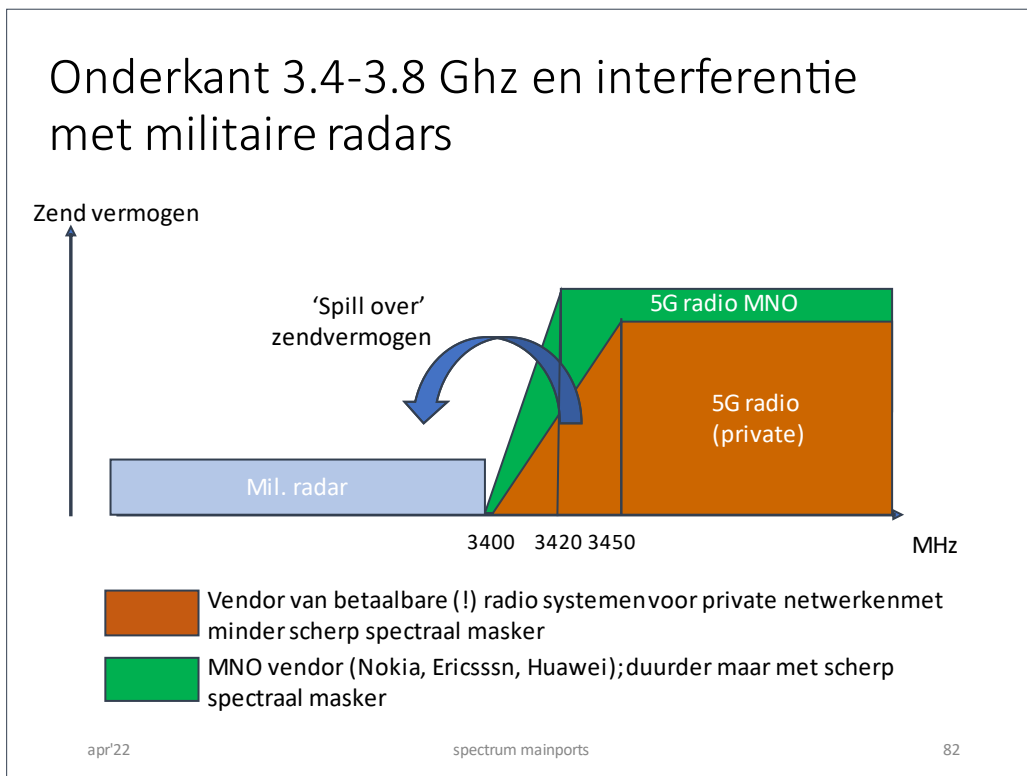 Onderkant 3.4-3.8 Ghz en interferentie
met militaire radars
Zend vermogen
‘Spill over’
zendvermogen
5G radio MNO
5G radio
(private)
Mil. radar
3400 3420 3450
MHz
Vendor van betaalbare (!) radio systemenvoor private netwerkenmet
minder scherp spectraal masker
MNO vendor (Nokia, Ericsssn, Huawei); duurder maar met scherp
spectraal masker
apr'22 spectrum mainports 82